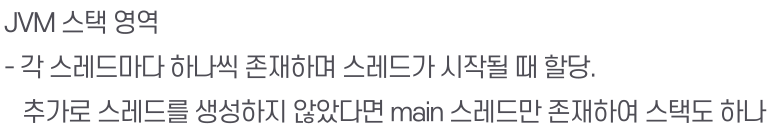 JVM 스택 영역
- 각 스레드마다 하나씩 존재하며 스레드가 시작될 때 할당.
추가로 스레드를 생성하지 않았다면 main 스레드만 존재하여 스택도 하나